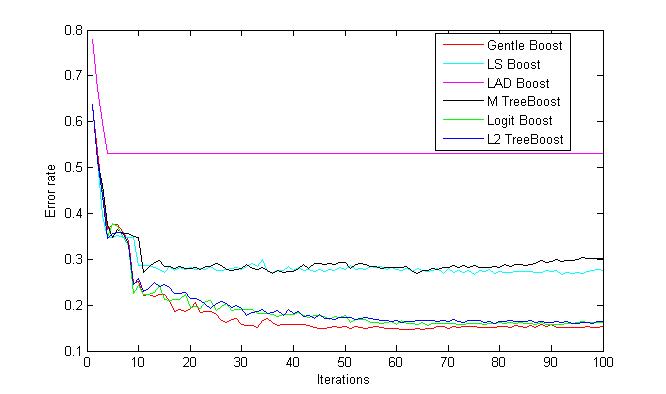 0.8
0.7
0.6
0.5
0.4
0.3
0.2
0.1
Error rate
Gentle Boost
LS Boost
LAD Boost
M TreeBoost
Logit Boost
L2 TreeBoost
0 10 20 30 40 50 60 70 80 90 100
Iterations